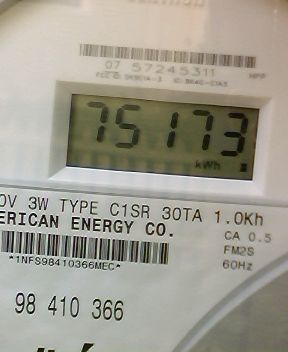 07 57245311 MPP
75173
kWh
0V 3W TYPE C1SR 30TA 1.0Kh
ERICAN ENERGY CO.
CA 0.5
FM2S
*1NFS98410366MEC*
60Hz
98 410 366